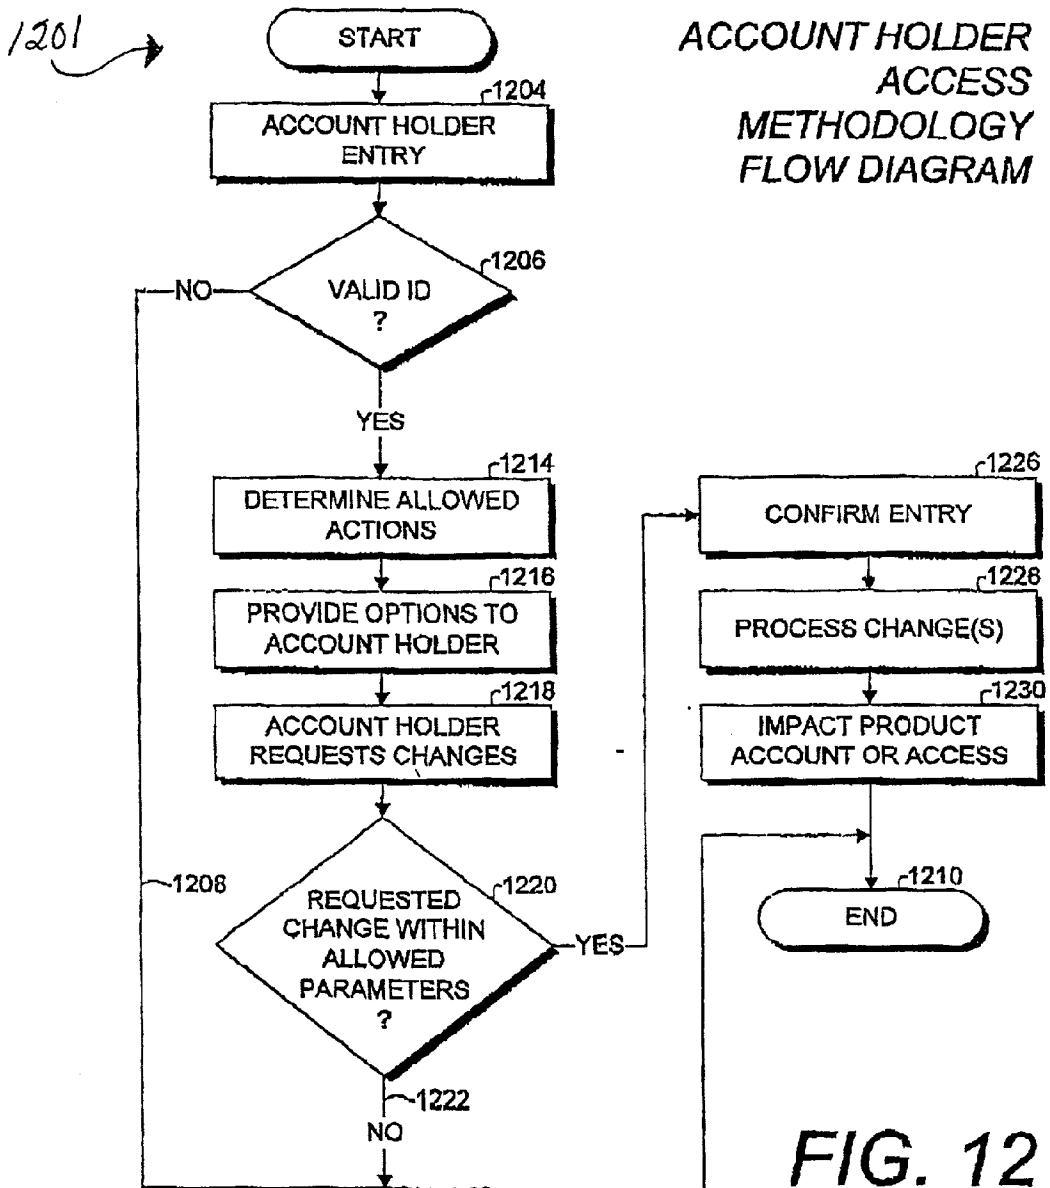 1201
START
ACCOUNT HOLDER
ACCESS
METHODOLOGY
FLOW DIAGRAM
1204
ACCOUNT HOLDER
ENTRY
1206
NO
VALID ID
?
YES
1214
DETERMINE ALLOWED
ACTIONS
1216
PROVIDE OPTIONS TO
ACCOUNT HOLDER
1218
ACCOUNT HOLDER
REQUESTS CHANGES
1208
1220
REQUESTED
CHANGE WITHIN
ALLOWED
PARAMETERS
?
YES
1222
NO
1226
CONFIRM ENTRY
1228
PROCESS CHANGE(S)
1230
IMPACT PRODUCT
ACCOUNT OR ACCESS
1210
END
FIG. 12